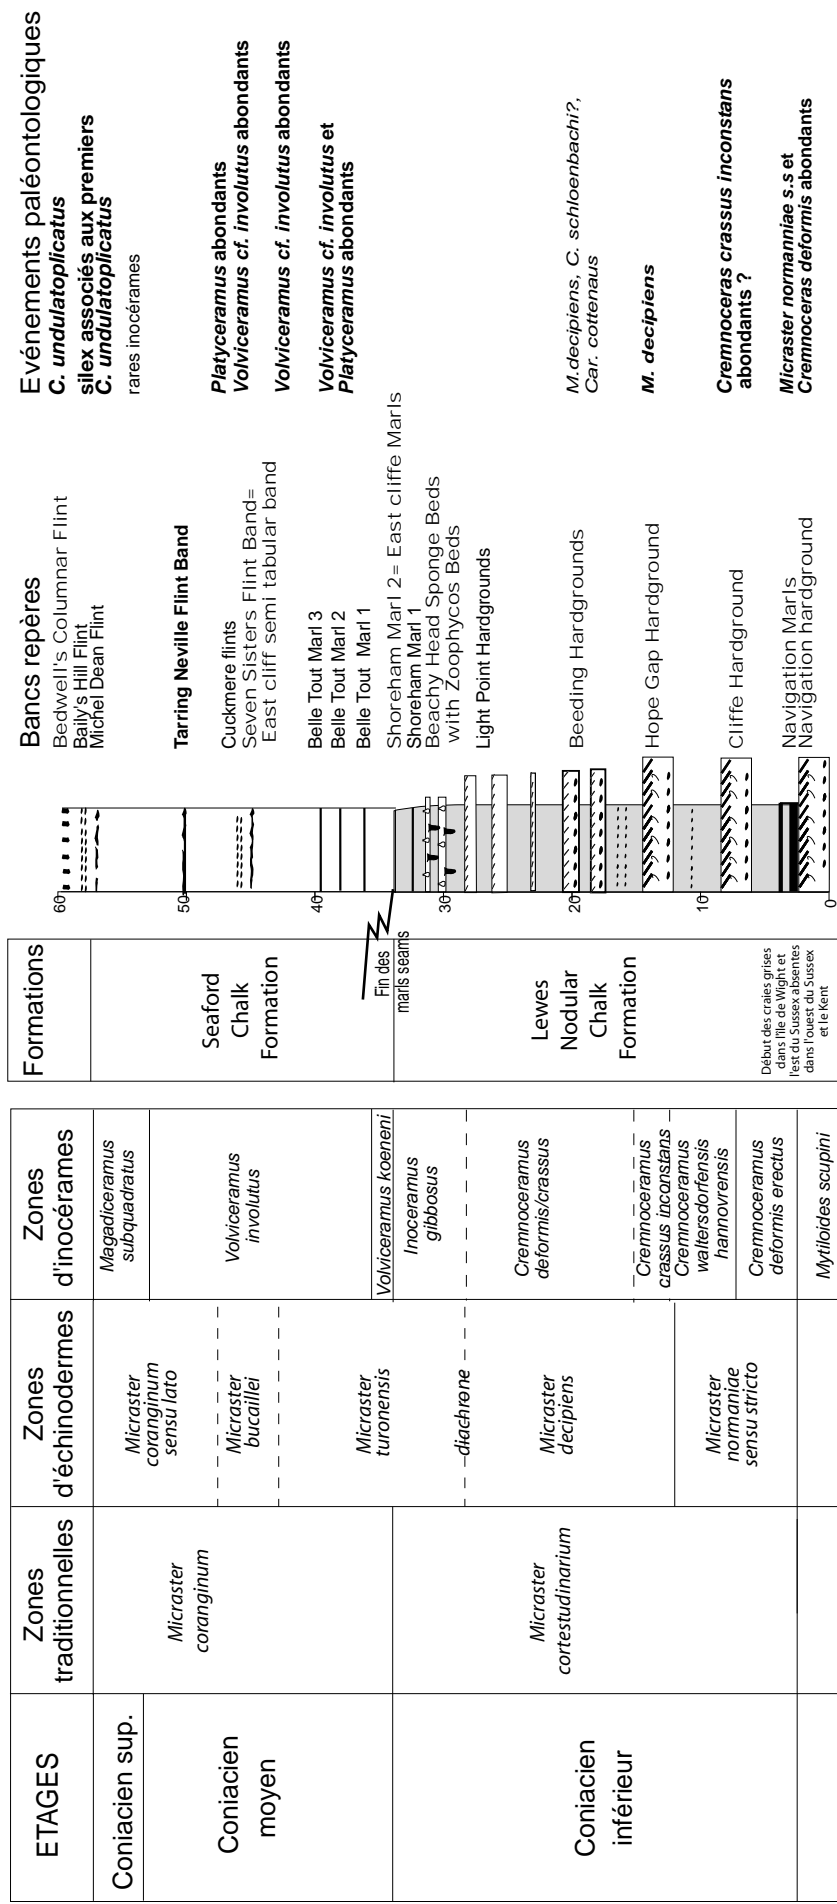 ETAGES
Zones
traditionnelles
Zones
d'échinodermes
Zones
d'inocérames
Formations
Bancs repères
Evénements paléontologiques
Coniacien sup.
Coniacien
moyen
Coniacien
inférieur
Micraster
coranginum
Micraster
cortestudinarium
Micraster
coranginum
sensu lato
Micraster
bucaillei
Micraster
turonensis
diachrone
Micraster
decipiens
Micraster
normaniae
sensu stricto
Magadiceramus
subquadratus
Volviceramus
involutus
Volviceramus koeneni
Inoceramus
gibbosus
Cremnoceramus
deformis/crassus
Cremnoceramus
crassus inconstans
Cremnoceramus
waltersdorfensis
hannovrensis
Cremnoceramus
deformis erectus
Mytiloides scupini
Seaford
Chalk
Formation
Fin des
marls seams
Lewes
Nodular
Chalk
Formation
Début des craies grises
dans l'île de Wight et
l'est du Sussex absentes
dans l'ouest du Sussex
et le Kent
60
50
40
30
20
10
0
Bedwell's Columnar Flint
Baily's Hill Flint
Michel Dean Flint
Tarring Neville Flint Band
Cuckmere flints
Seven Sisters Flint Band=
East cliff semi tabular band
Belle Tout Marl 3
Belle Tout Marl 2
Belle Tout Marl 1
Shoreham Marl 2= East cliffe Marls
Shoreham Marl 1
Beachy Head Sponge Beds
with Zoophycos Beds
Light Point Hardgrounds
Beeding Hardgrounds
Hope Gap Hardground
Cliffe Hardground
Navigation Marls
Navigation hardground
C. undulatoplicatus
silex associés aux premiers
C. undulatoplicatus
rares inocérames
Platyceramus abondants
Volviceramus cf. involutus abondants
Volviceramus cf. involutus abondants
Volviceramus cf. involutus et
Platyceramus abondants
M.decipiens, C. schloenbachi?,
Car. cottenaus
M. decipiens
Cremnoceras crassus inconstans
abondants ?
Micraster normanniae s.s et
Cremnoceras deformis abondants